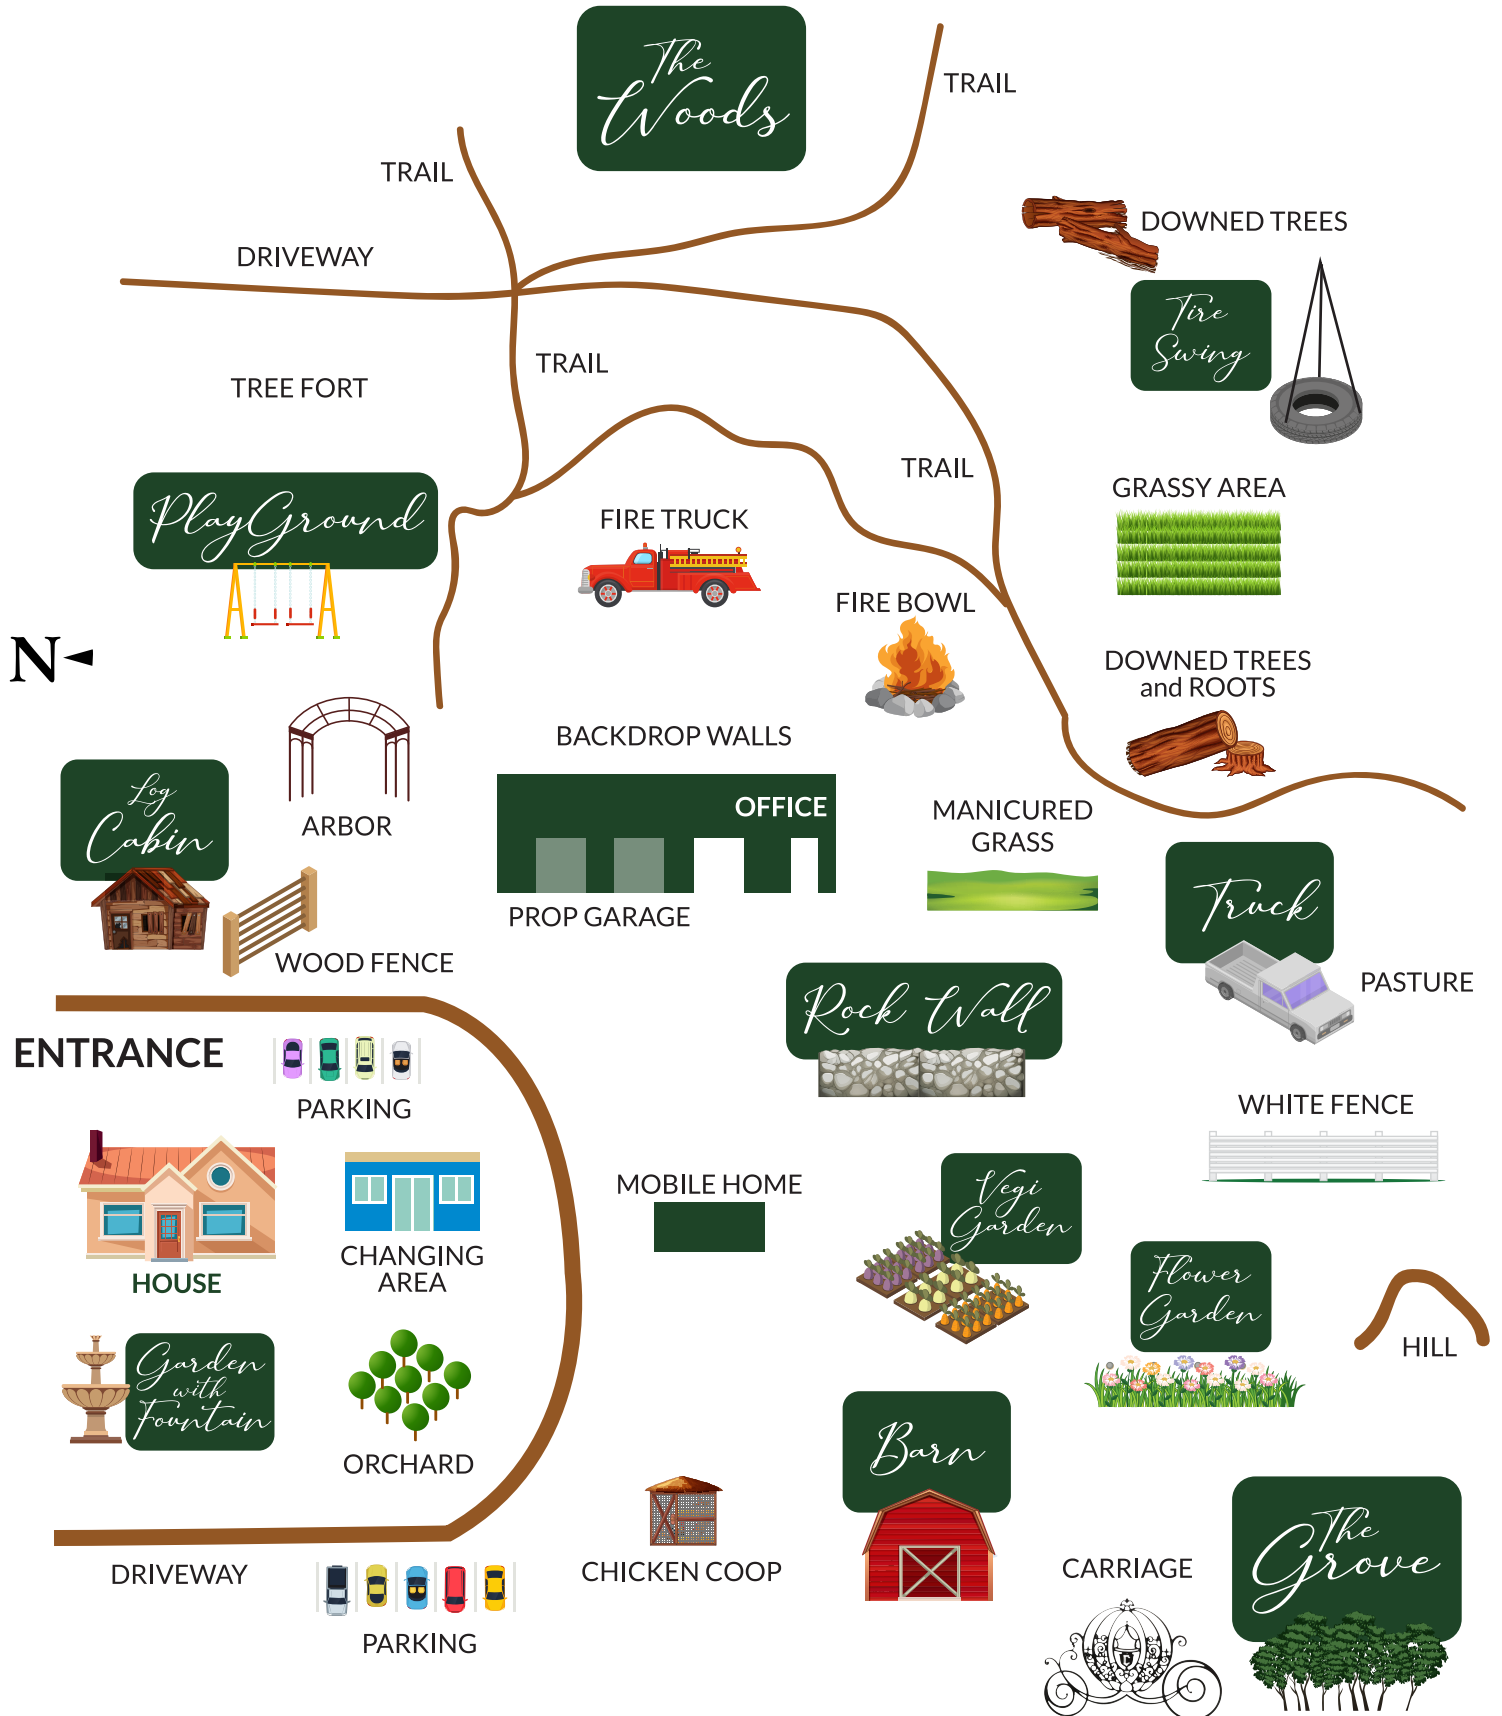 The
Woods
TRAIL
TRAIL
DOWNED TREES
DRIVEWAY
Tire
Swing
TRAIL
TREE FORT
TRAIL
GRASSY AREA
PlayGround
FIRE TRUCK
FIRE BOWL
N
DOWNED TREES
and ROOTS
BACKDROP WALLS
Log
Cabin
OFFICE
ARBOR
MANICURED
GRASS
Truck
PROP GARAGE
WOOD FENCE
PASTURE
Rock Wall
ENTRANCE
PARKING
WHITE FENCE
MOBILE HOME
Vegi
Garden
CHANGING
AREA
HOUSE
Flower
Garden
HILL
Garden
with
Fountain
ORCHARD
Barn
The
Grove
CHICKEN COOP
CARRIAGE
DRIVEWAY
PARKING